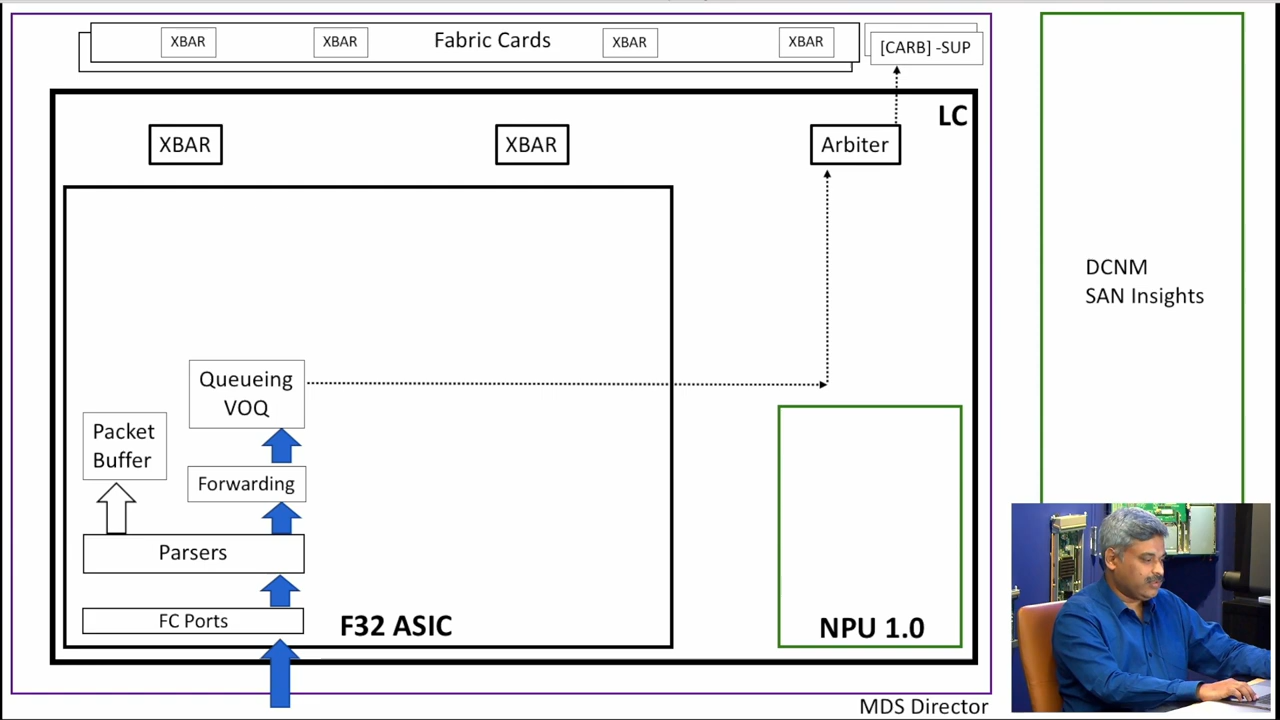 XBAR
XBAR
Fabric Cards
XBAR
XBAR
[CARB] -SUP
LC
XBAR
XBAR
Arbiter
DCNM
SAN Insights
Queueing
VOQ
Packet
Buffer
Forwarding
Parsers
FC Ports
F32 ASIC
NPU 1.0
MDS Director